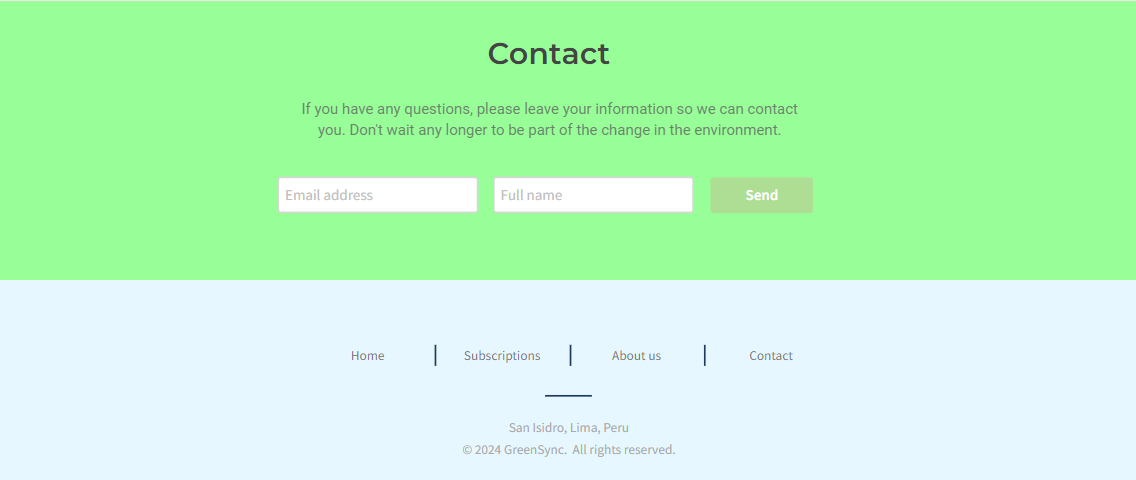 Contact
If you have any questions, please leave your information so we can contact
you. Don't wait any longer to be part of the change in the environment.
Email address Full name Send
Home Subscriptions About us Contact
San Isidro, Lima, Peru
© 2024 GreenSync. All rights reserved.